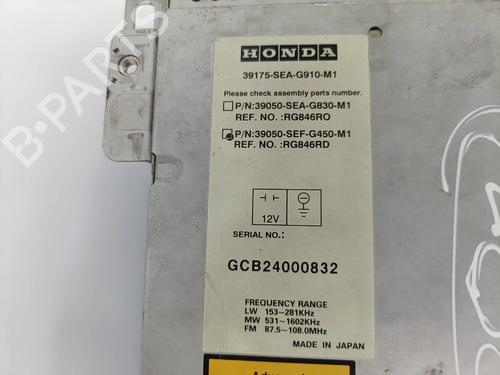 B-PARTS
HONDA
39175-SEA-G910-M1
Please check assembly parts number.
P/N:39050-SEA-G830-M1
REF. NO. :RG846RO
P/N:39050-SEF-G450-M1
REF. NO. :RG846RD
12V
SERIAL NO.:
GCB24000832
FREQUENCY RANGE
LW 153~281KHz
MW 531~1602KHz
FM 87.5~108.0MHz
MADE IN JAPAN